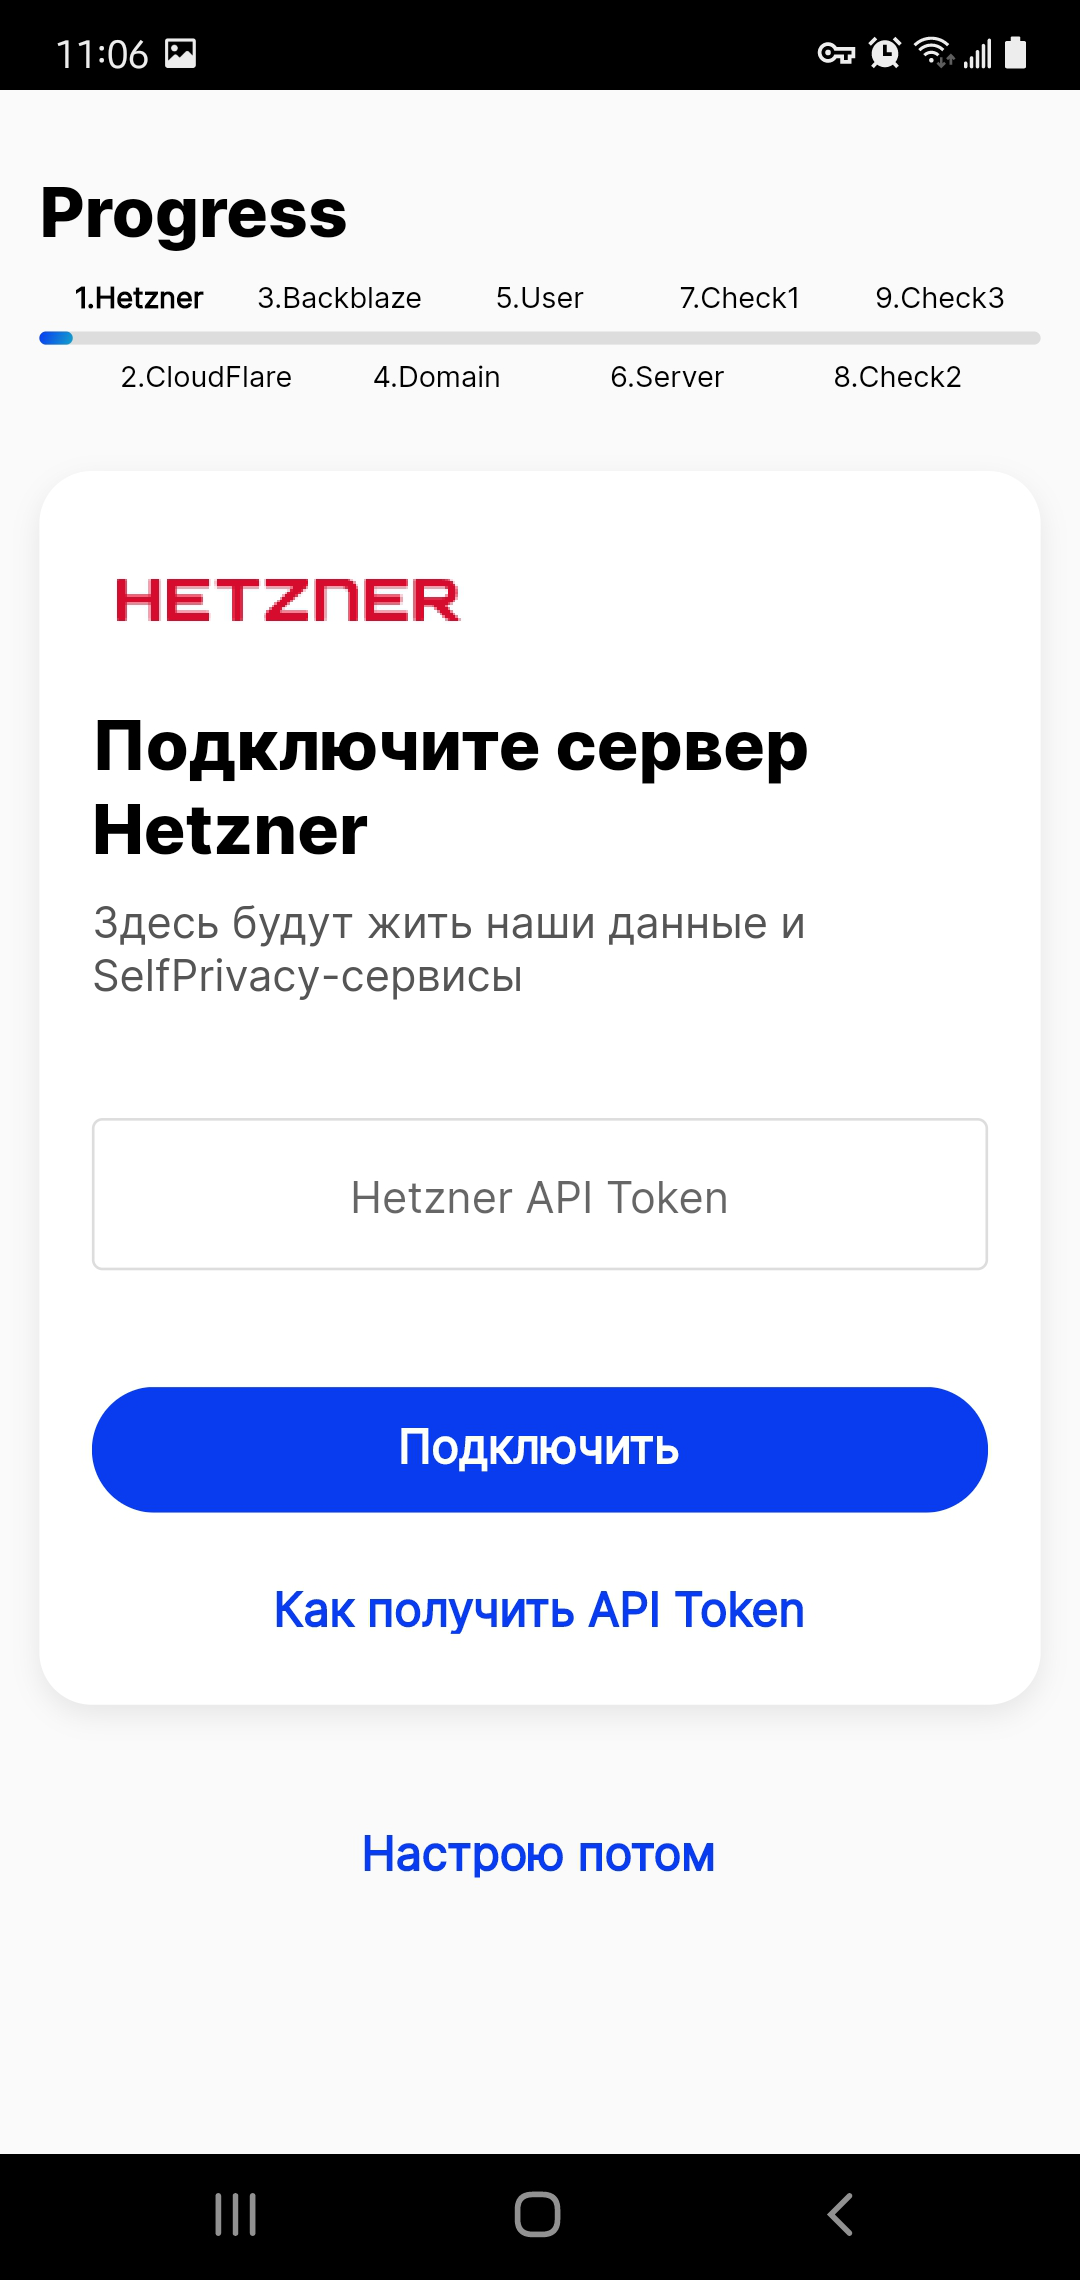 11:06
Progress
1.Hetzner 3.Backblaze 5.User 7.Check1 9.Check3
2.CloudFlare 4.Domain 6.Server 8.Check2
HETZNER
Подключите сервер
Hetzner
Здесь будут жить наши данные и
SelfPrivacy-сервисы
Hetzner API Token
Подключить
Как получить API Token
Настрою потом